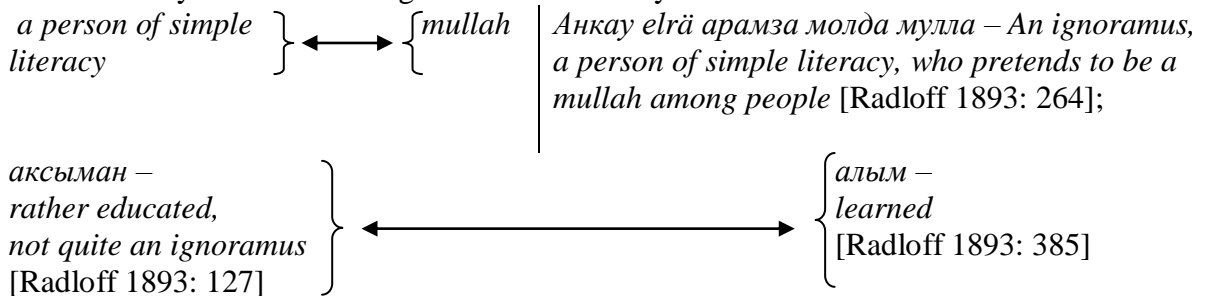 a person of simple literacy
mullah
Анкау elrä арамза молда мулла – An ignoramus,
a person of simple literacy, who pretends to be a
mullah among people [Radloff 1893: 264];
аксыман –
rather educated,
not quite an ignoramus
[Radloff 1893: 127]
алым –
learned
[Radloff 1893: 385]